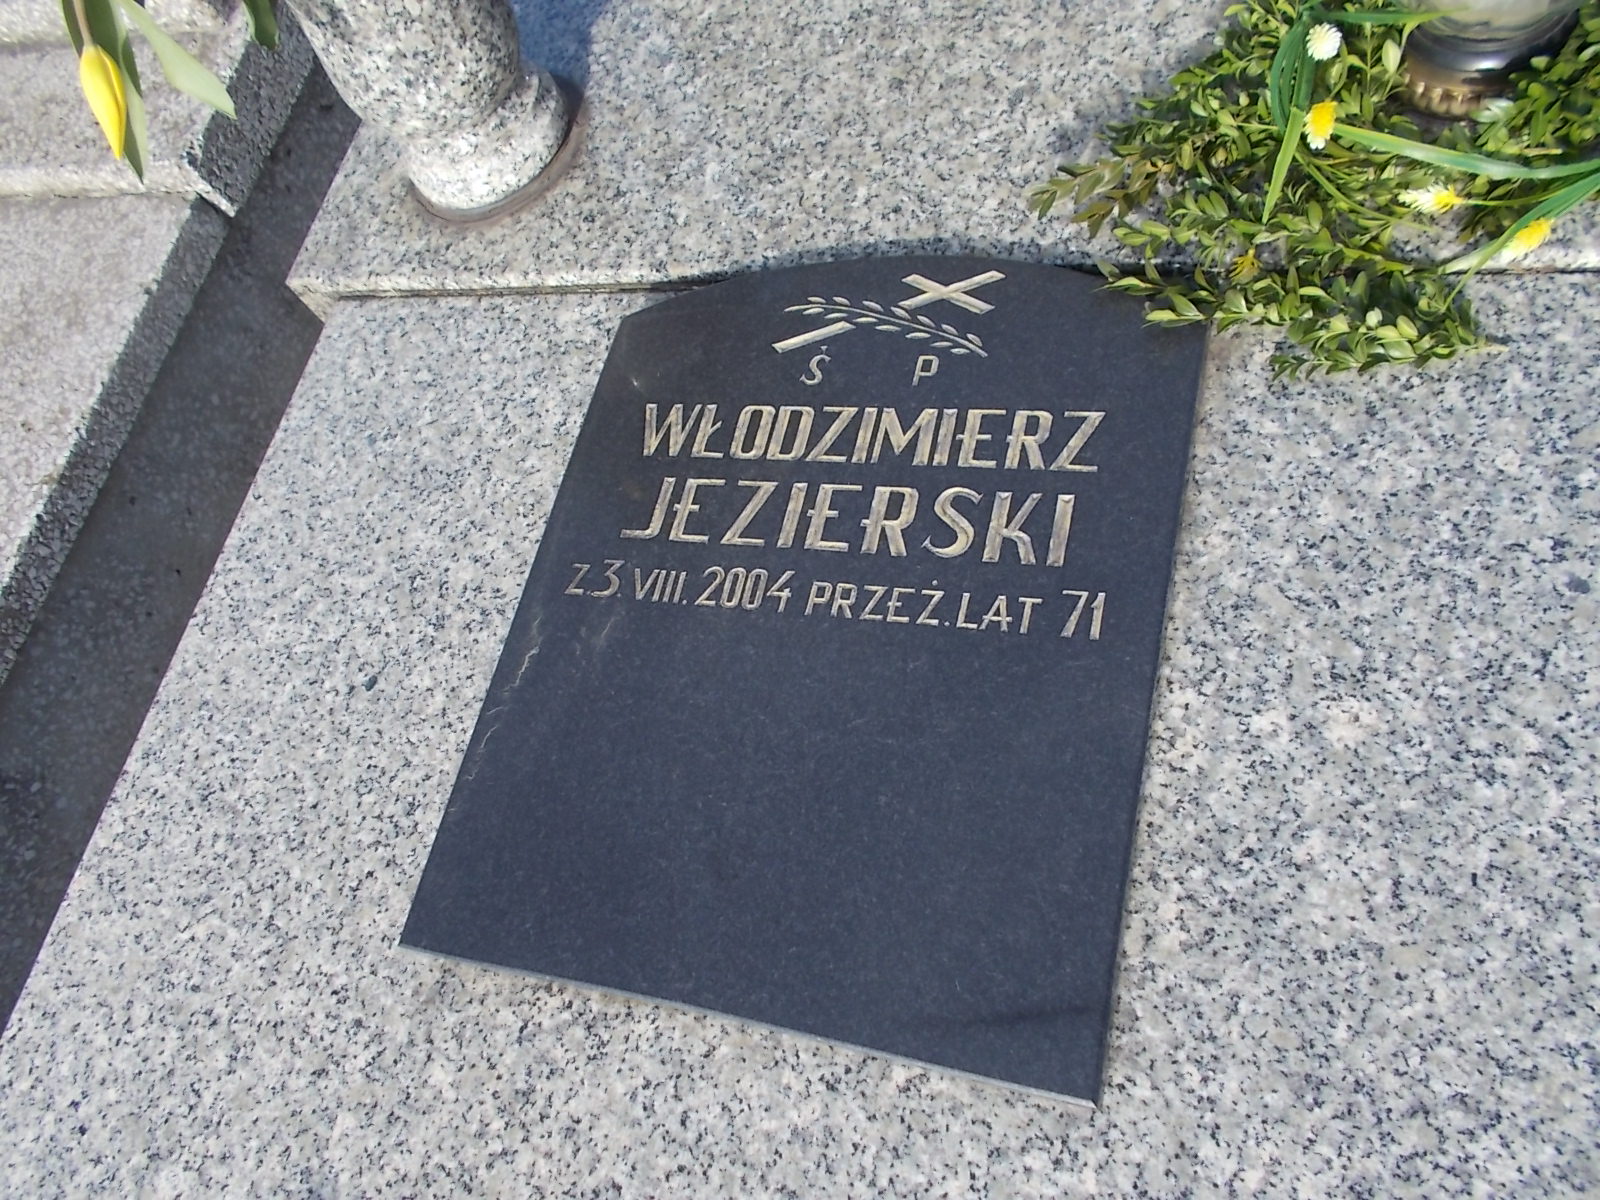 Ś P
WŁODZIMIERZ
JEZIERSKI
Z.3.VIII.2004 PRZEŻ.LAT 71